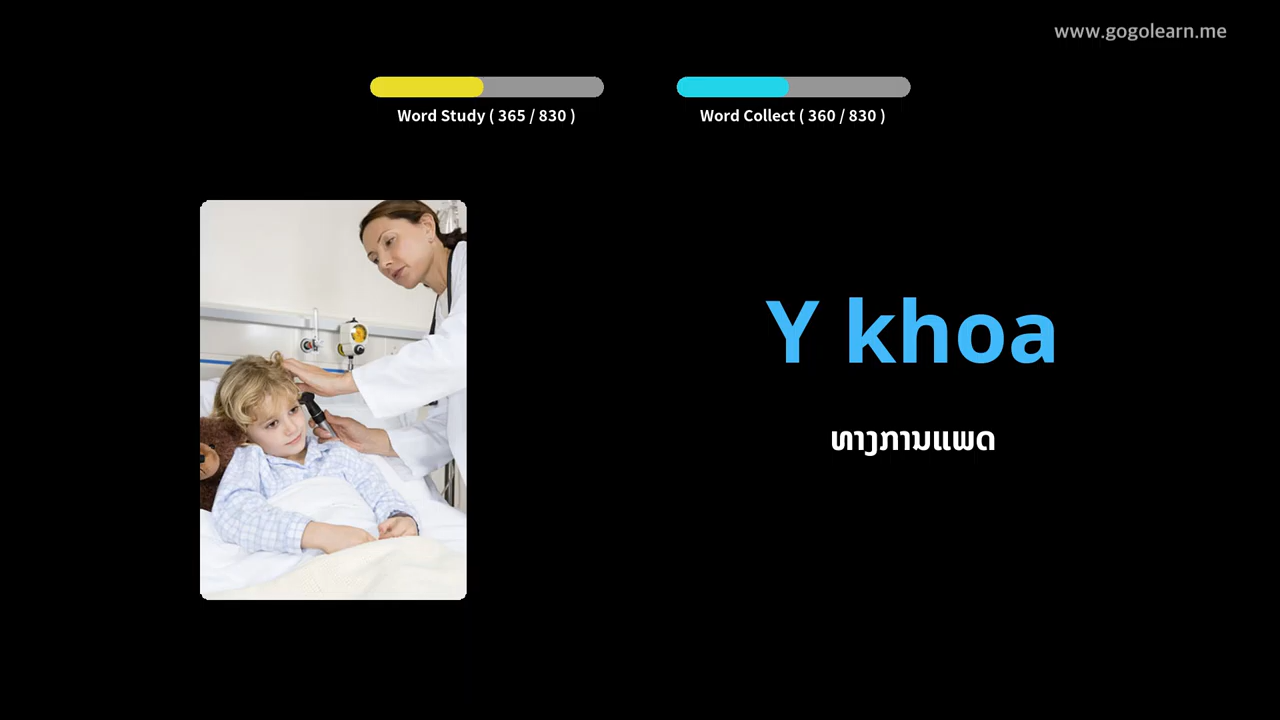 www.gogolearn.me
Word Study ( 365 / 830 )
Word Collect ( 360 / 830 )
Y khoa
ທາງການແພດ